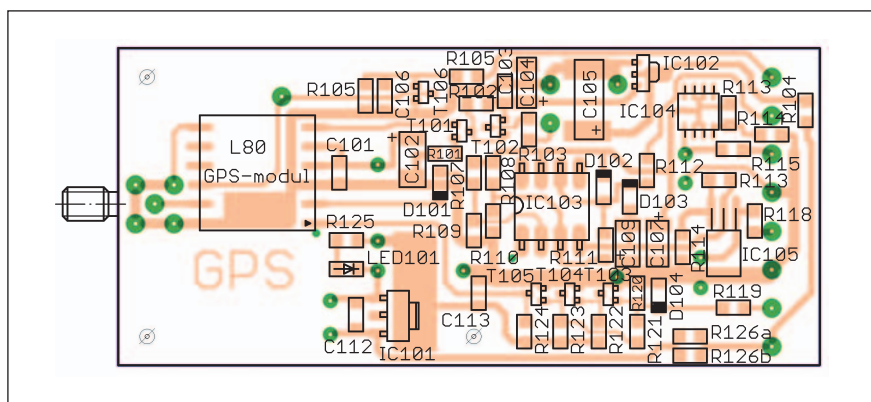 R105
C103
C104
IC102
R105
C106
T106
R102
C105
IC104
R113
R104
L80
GPS-modul
C101
T101
C102
R101
T102
R103
R114
R115
D102
R112
R113
D101
R107
R108
IC103
D103
R109
R110
R111
C109
C107
R114
R118
IC105
R125
GPS
LED101
T105
T104
T103
R120
D104
R119
C112
IC101
C113
R124
R123
R122
R121
R126a
R126b